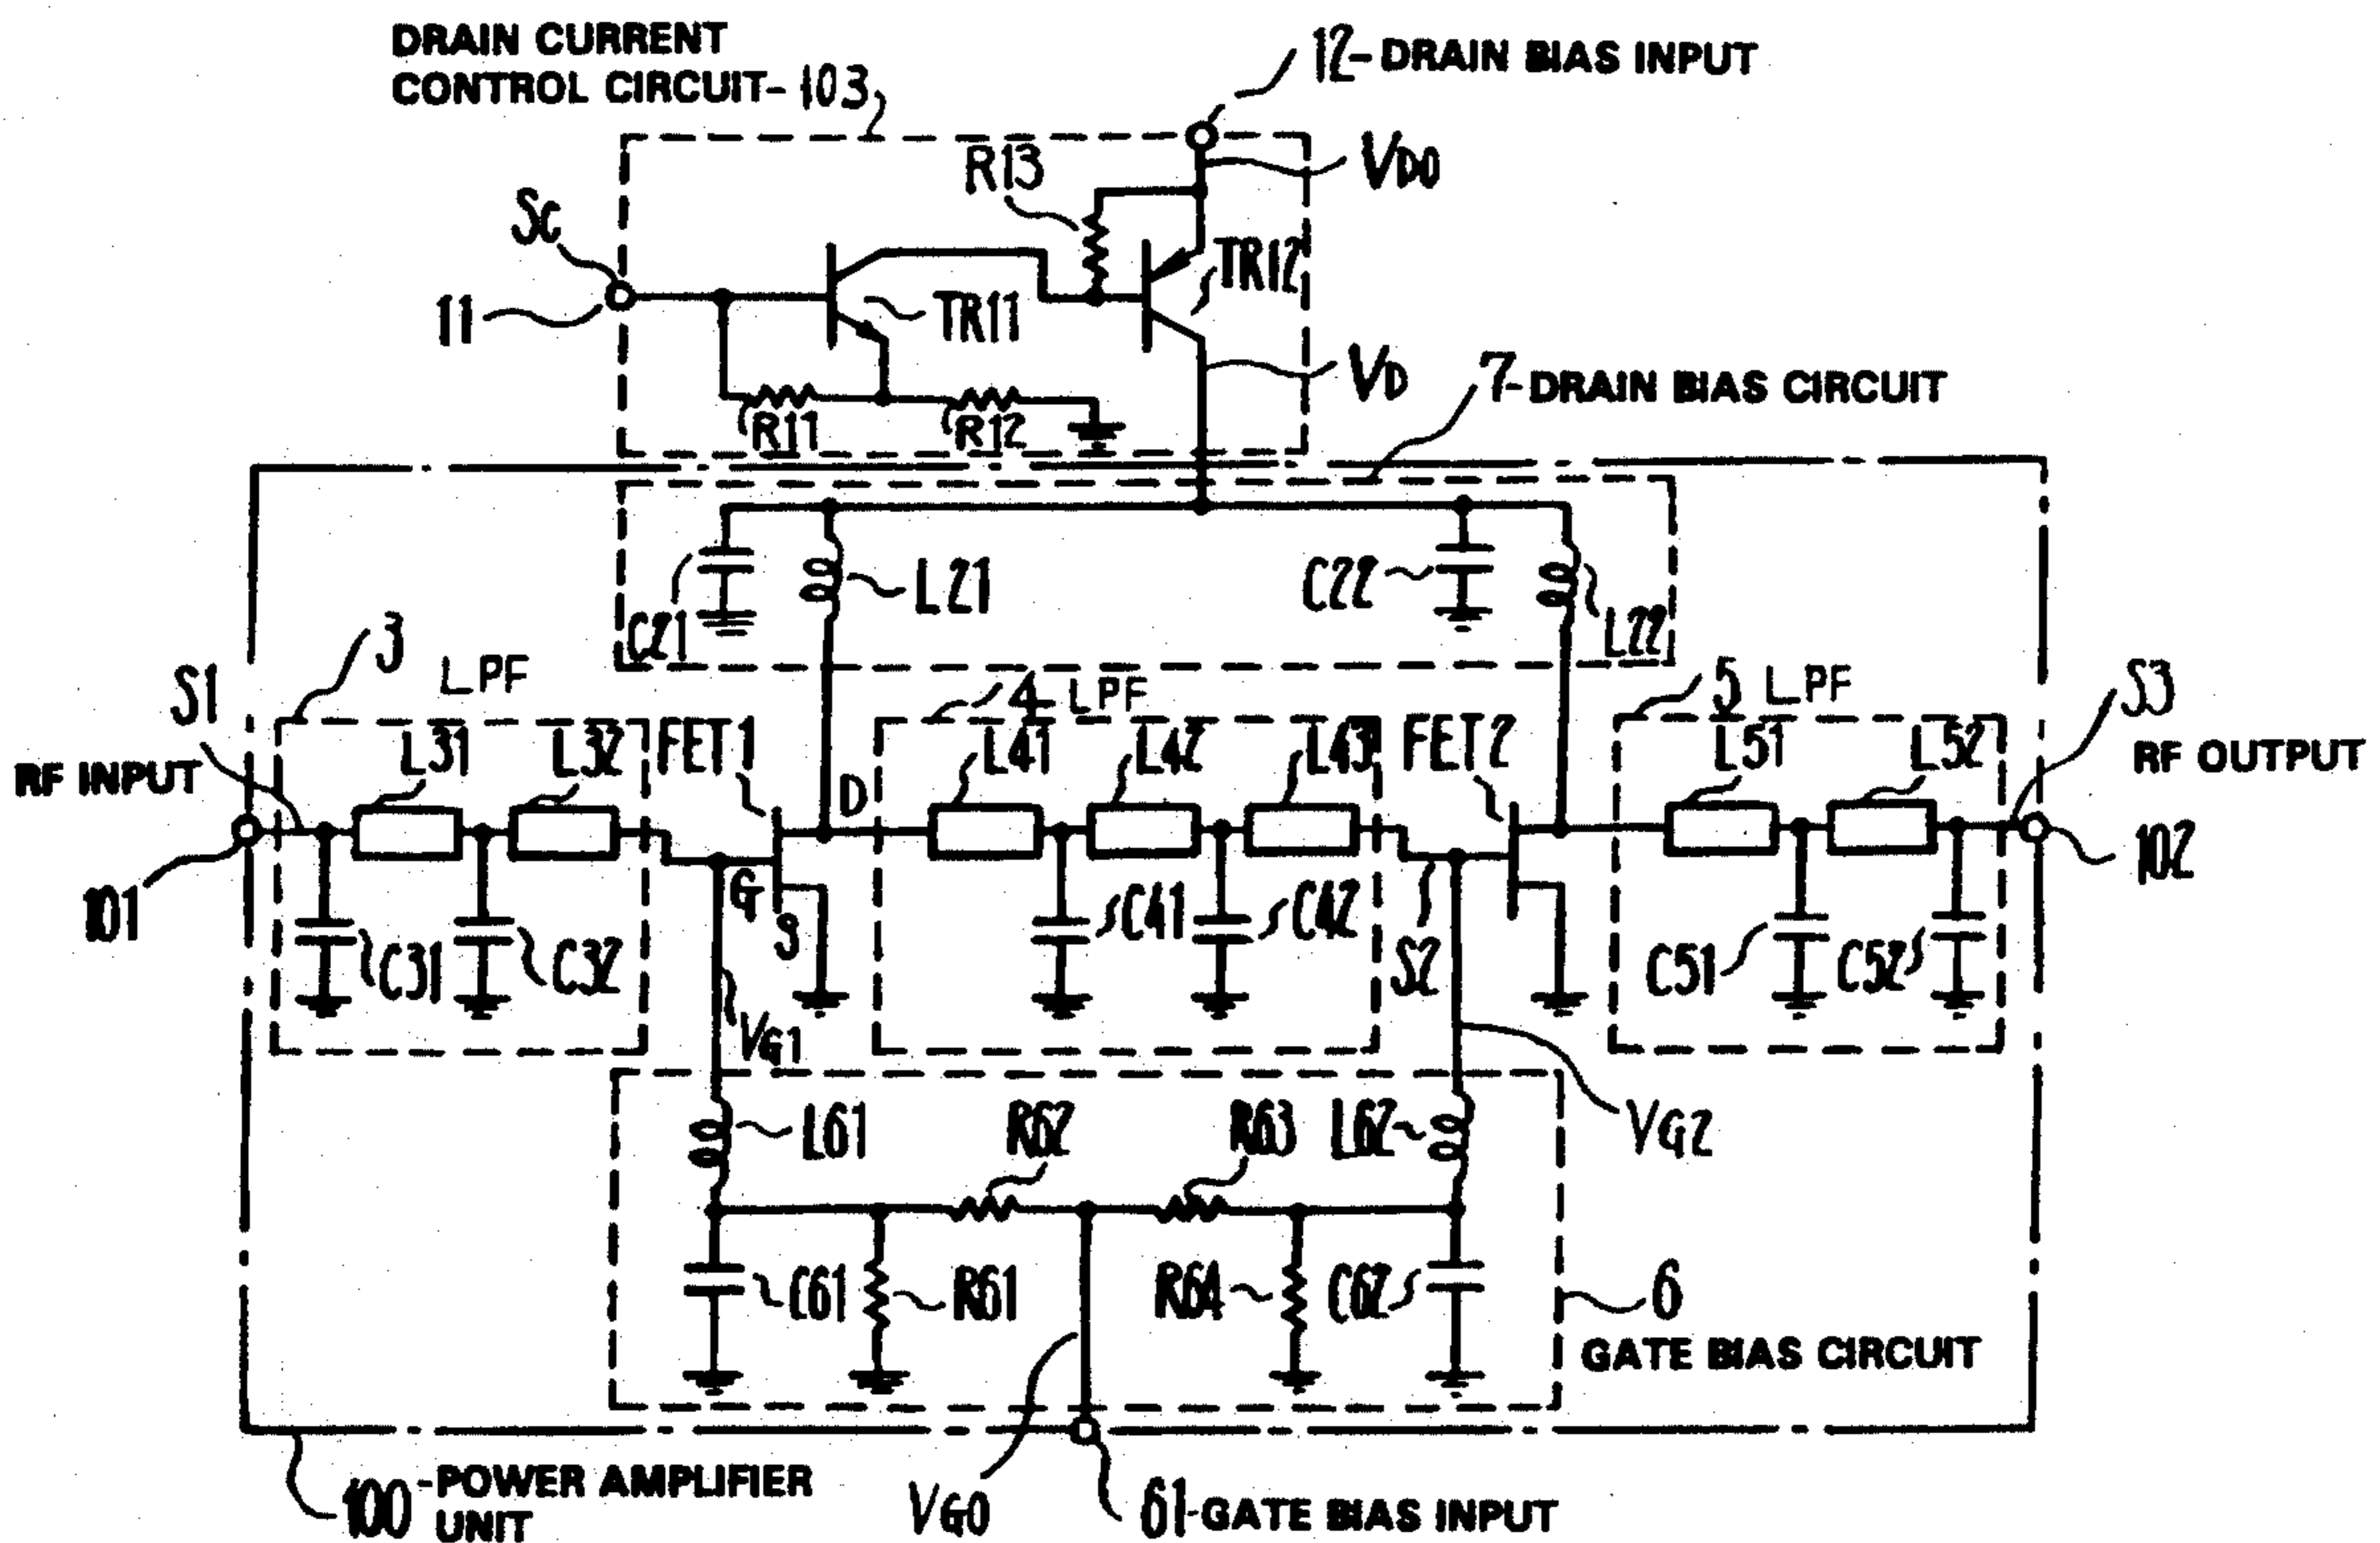 DRAIN CURRENT
CONTROL CIRCUIT-103
12-DRAIN BIAS INPUT
R13
VD0
SC
TR12
11
TR11
VD
7-DRAIN BIAS CIRCUIT
R11
R12
L21
C22
C21
L22
3
LPF
4 LPF
5 LPF
S1
S3
L31
L32
FET1
L41
L42
L43
FET2
L51
L52
RF INPUT
RF OUTPUT
D
101
G
S
102
C31
C32
C41
C42
S2
C51
C52
VG1
VG2
L61
R62
R63
L62
C61
R61
R64
C62
6
GATE BIAS CIRCUIT
100-POWER AMPLIFIER
UNIT
VG0
61-GATE BIAS INPUT